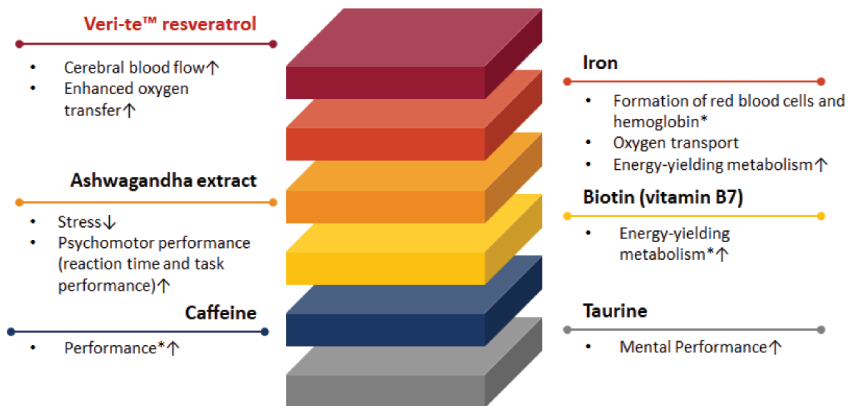 Veri-te™ resveratrol
• Cerebral blood flow↑
• Enhanced oxygen
transfer↑
Iron
• Formation of red blood cells and
hemoglobin*
• Oxygen transport
• Energy-yielding metabolism↑
Ashwagandha extract
• Stress↓
• Psychomotor performance
(reaction time and task
performance)↑
Biotin (vitamin B7)
• Energy-yielding
metabolism*↑
Caffeine
• Performance*↑
Taurine
• Mental Performance↑